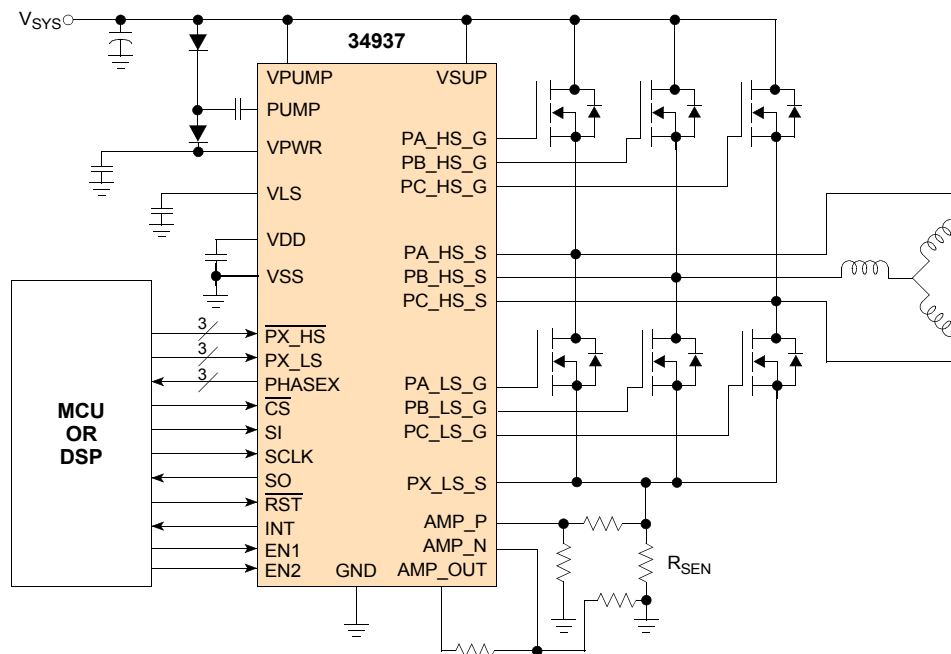 VSYS
34937
VPUMP
VSUP
PUMP
VPWR
VLS
VDD
VSS
PA_HS_G
PB_HS_G
PC_HS_G
PA_HS_S
PB_HS_S
PC_HS_S
MCU
OR
DSP
3
3
3
PX_HS
PX_LS
PHASEX
CS
SI
SCLK
SO
RST
INT
EN1
EN2
GND
PA_LS_G
PB_LS_G
PC_LS_G
PX_LS_S
AMP_P
AMP_N
AMP_OUT
RSEN